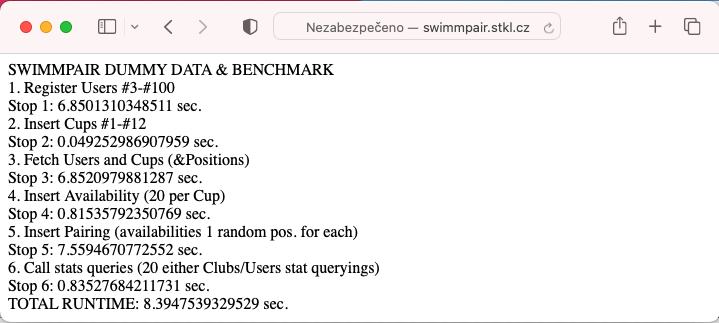 Nezabezpečeno — swimmpair.stkl.cz
SWIMMPAIR DUMMY DATA & BENCHMARK
1. Register Users #3-#100
Stop 1: 6.8501310348511 sec.
2. Insert Cups #1-#12
Stop 2: 0.049252986907959 sec.
3. Fetch Users and Cups (&Positions)
Stop 3: 6.8520979881287 sec.
4. Insert Availability (20 per Cup)
Stop 4: 0.81535792350769 sec.
5. Insert Pairing (availabilities 1 random pos. for each)
Stop 5: 7.5594670772552 sec.
6. Call stats queries (20 either Clubs/Users stat queryings)
Stop 6: 0.83527684211731 sec.
TOTAL RUNTIME: 8.3947539329529 sec.